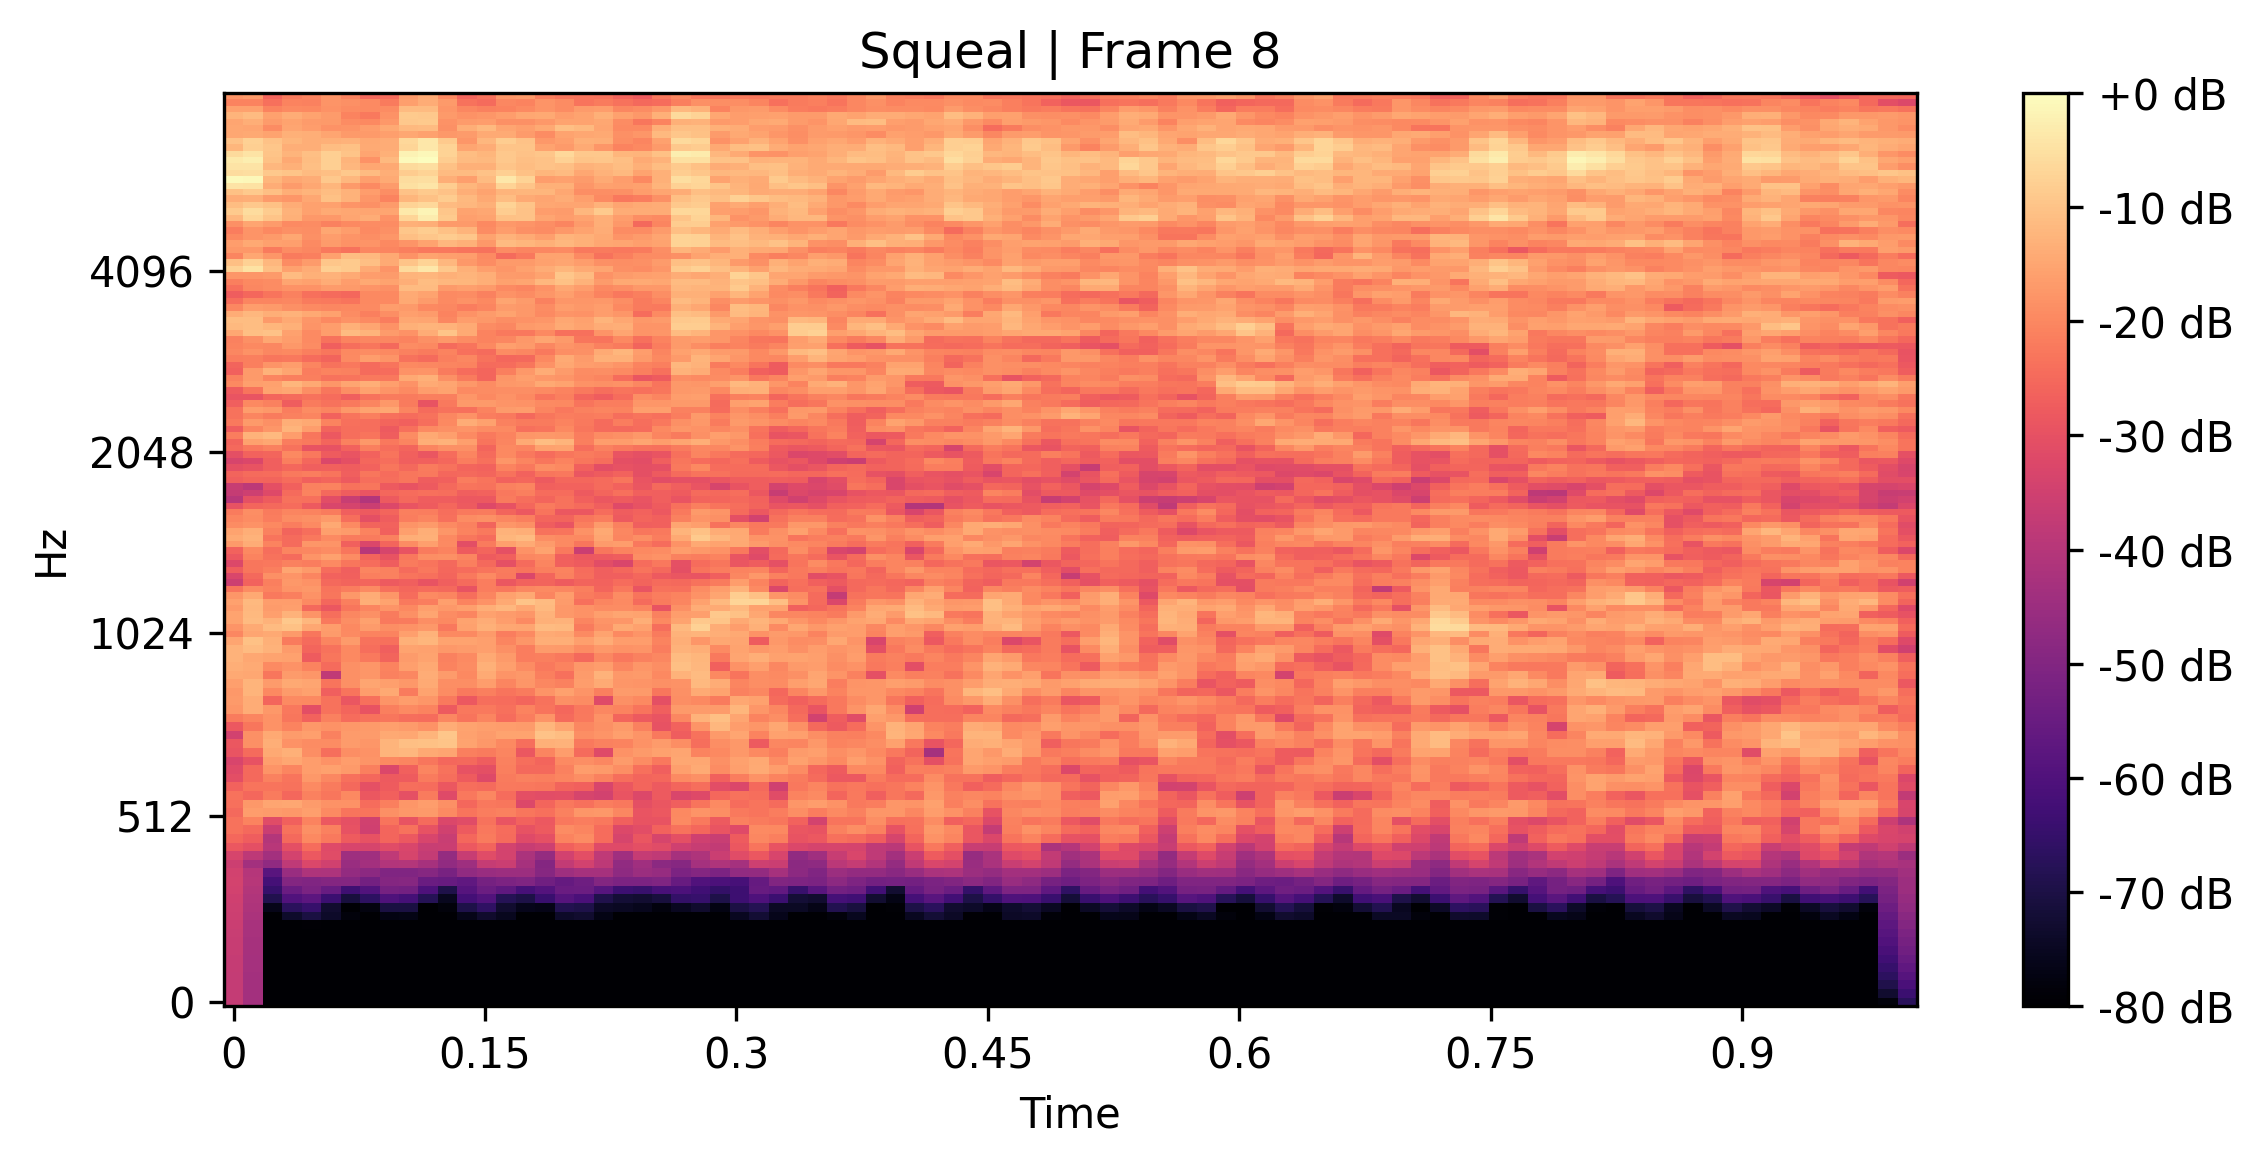 Squeal | Frame 8
+0 dB
-10 dB
4096
-20 dB
-30 dB
2048
Hz
-40 dB
1024
-50 dB
-60 dB
512
-70 dB
0
-80 dB
0 0.15 0.3 0.45 0.6 0.75 0.9
Time